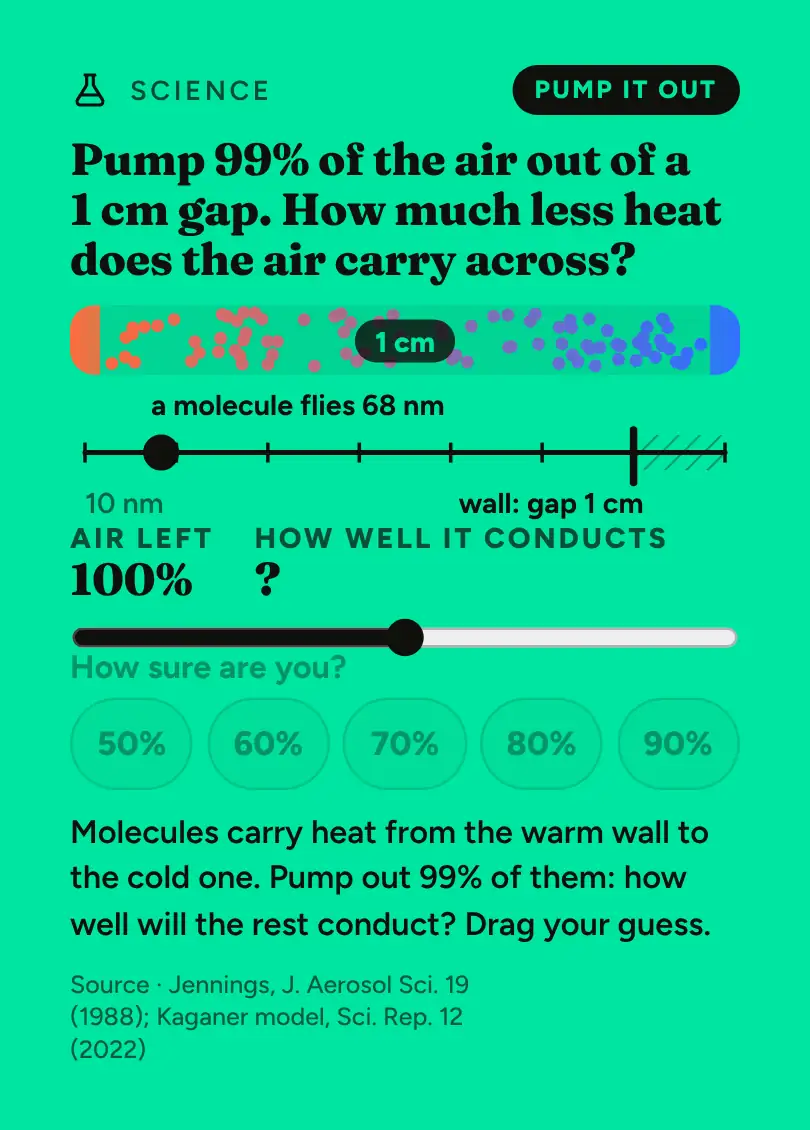 SCIENCE
PUMP IT OUT
Pump 99% of the air out of a
1 cm gap. How much less heat
does the air carry across?
1 cm
a molecule flies 68 nm
10 nm
wall: gap 1 cm
AIR LEFT
HOW WELL IT CONDUCTS
100%
?
How sure are you?
50%
60%
70%
80%
90%
Molecules carry heat from the warm wall to
the cold one. Pump out 99% of them: how
well will the rest conduct? Drag your guess.
Source · Jennings, J. Aerosol Sci. 19
(1988); Kaganer model, Sci. Rep. 12
(2022)